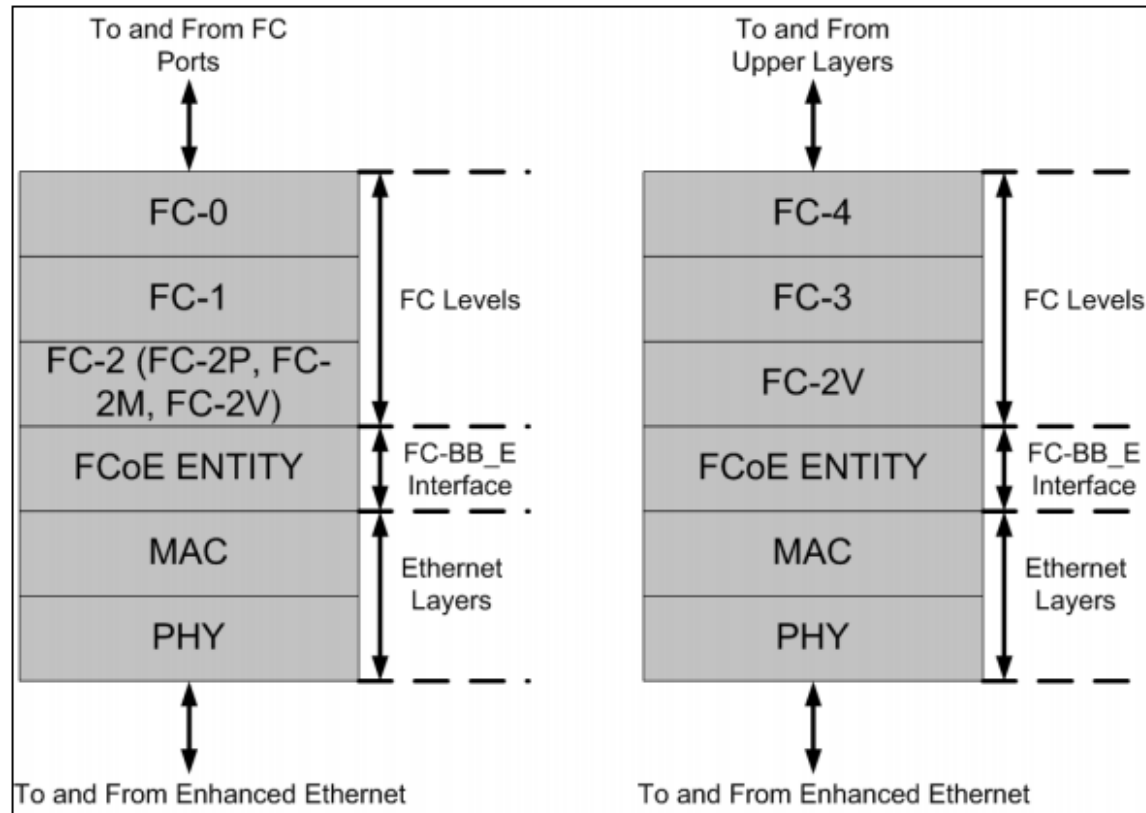 To and From FC
Ports
FC-0
FC-1
FC-2 (FC-2P, FC-
2M, FC-2V)
FCoE ENTITY
MAC
PHY
FC Levels
FC-BB_E
Interface
Ethernet
Layers
To and From Enhanced Ethernet
To and From
Upper Layers
FC-4
FC-3
FC-2V
FCoE ENTITY
MAC
PHY
FC Levels
FC-BB_E
Interface
Ethernet
Layers
To and From Enhanced Ethernet